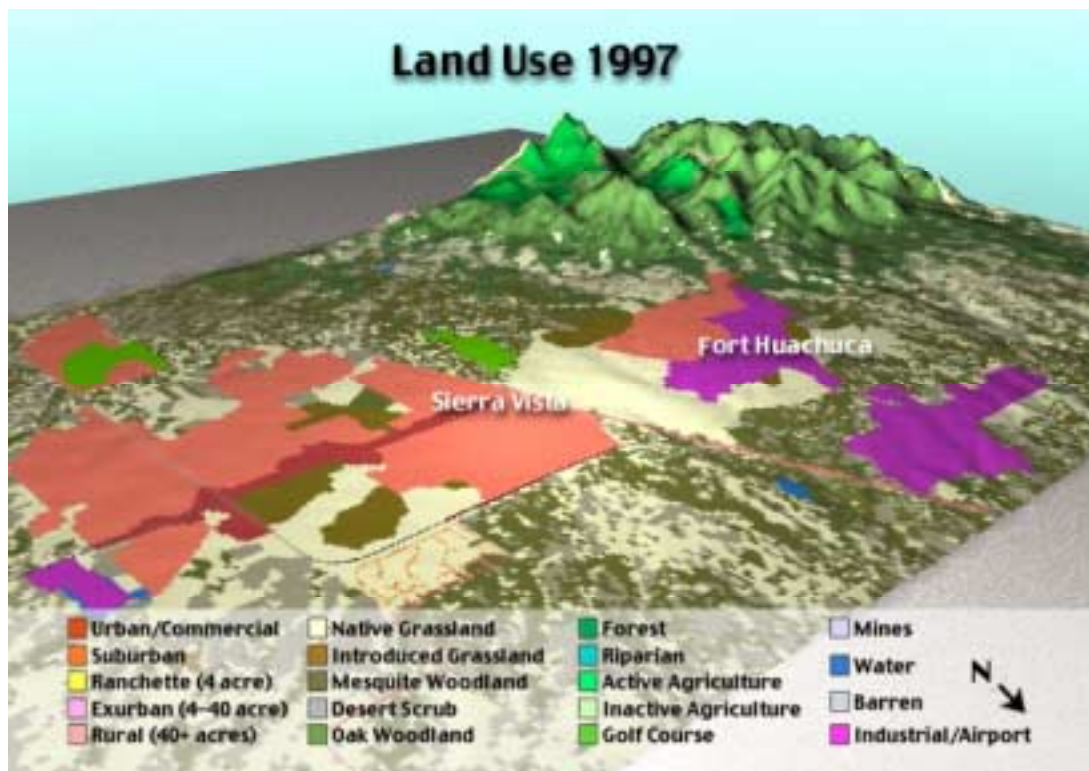 Land Use 1997
Fort Huachuca
Sierra Vista
Urban/Commercial
Suburban
Ranchette (4 acre)
Exurban (4-40 acre)
Rural (40+ acres)
Native Grassland
Introduced Grassland
Mesquite Woodland
Desert Scrub
Oak Woodland
Forest
Riparian
Active Agriculture
Inactive Agriculture
Golf Course
Mines
Water
Barren
Industrial/Airport
N